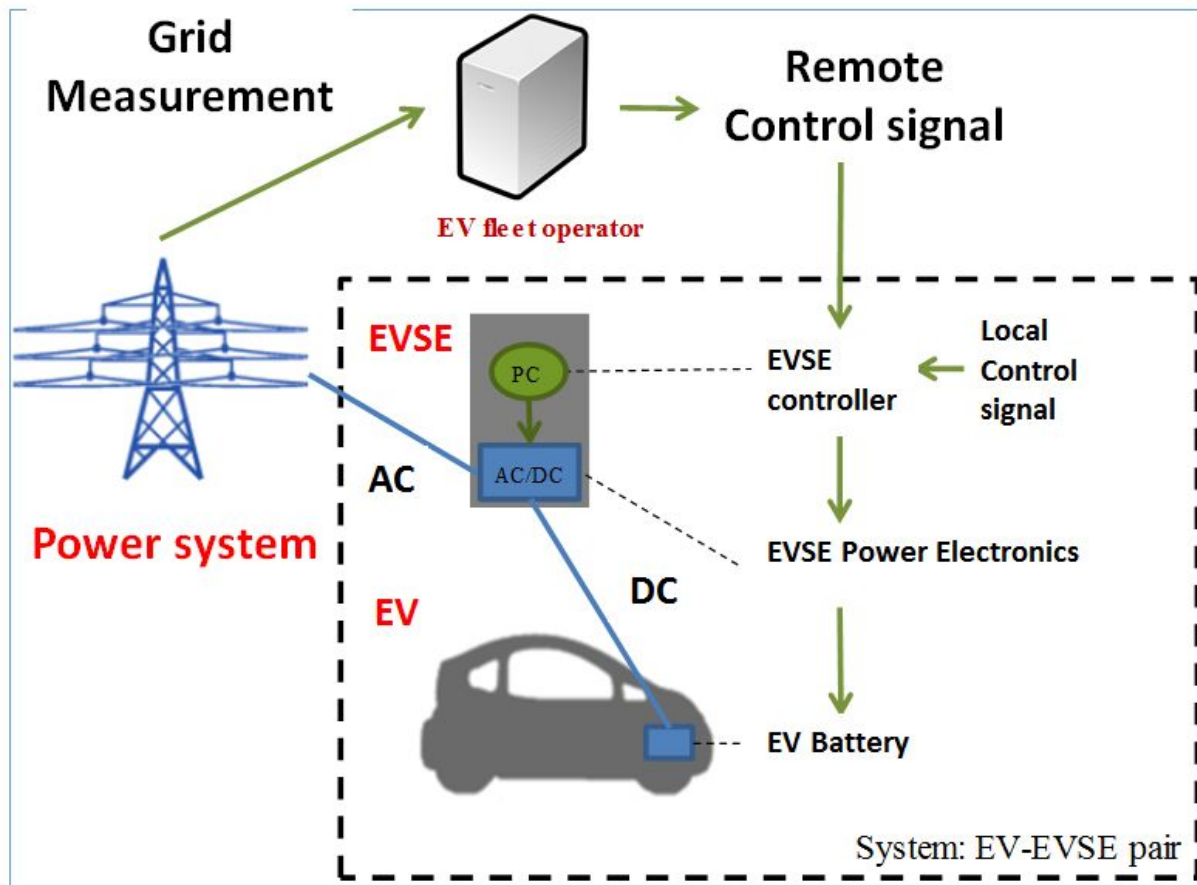 Grid
Measurement
Remote
Control signal
EV fleet operator
EVSE
PC
EVSE
controller
Local
Control
signal
AC
AC/DC
Power system
EVSE Power Electronics
DC
EV
EV Battery
System: EV-EVSE pair